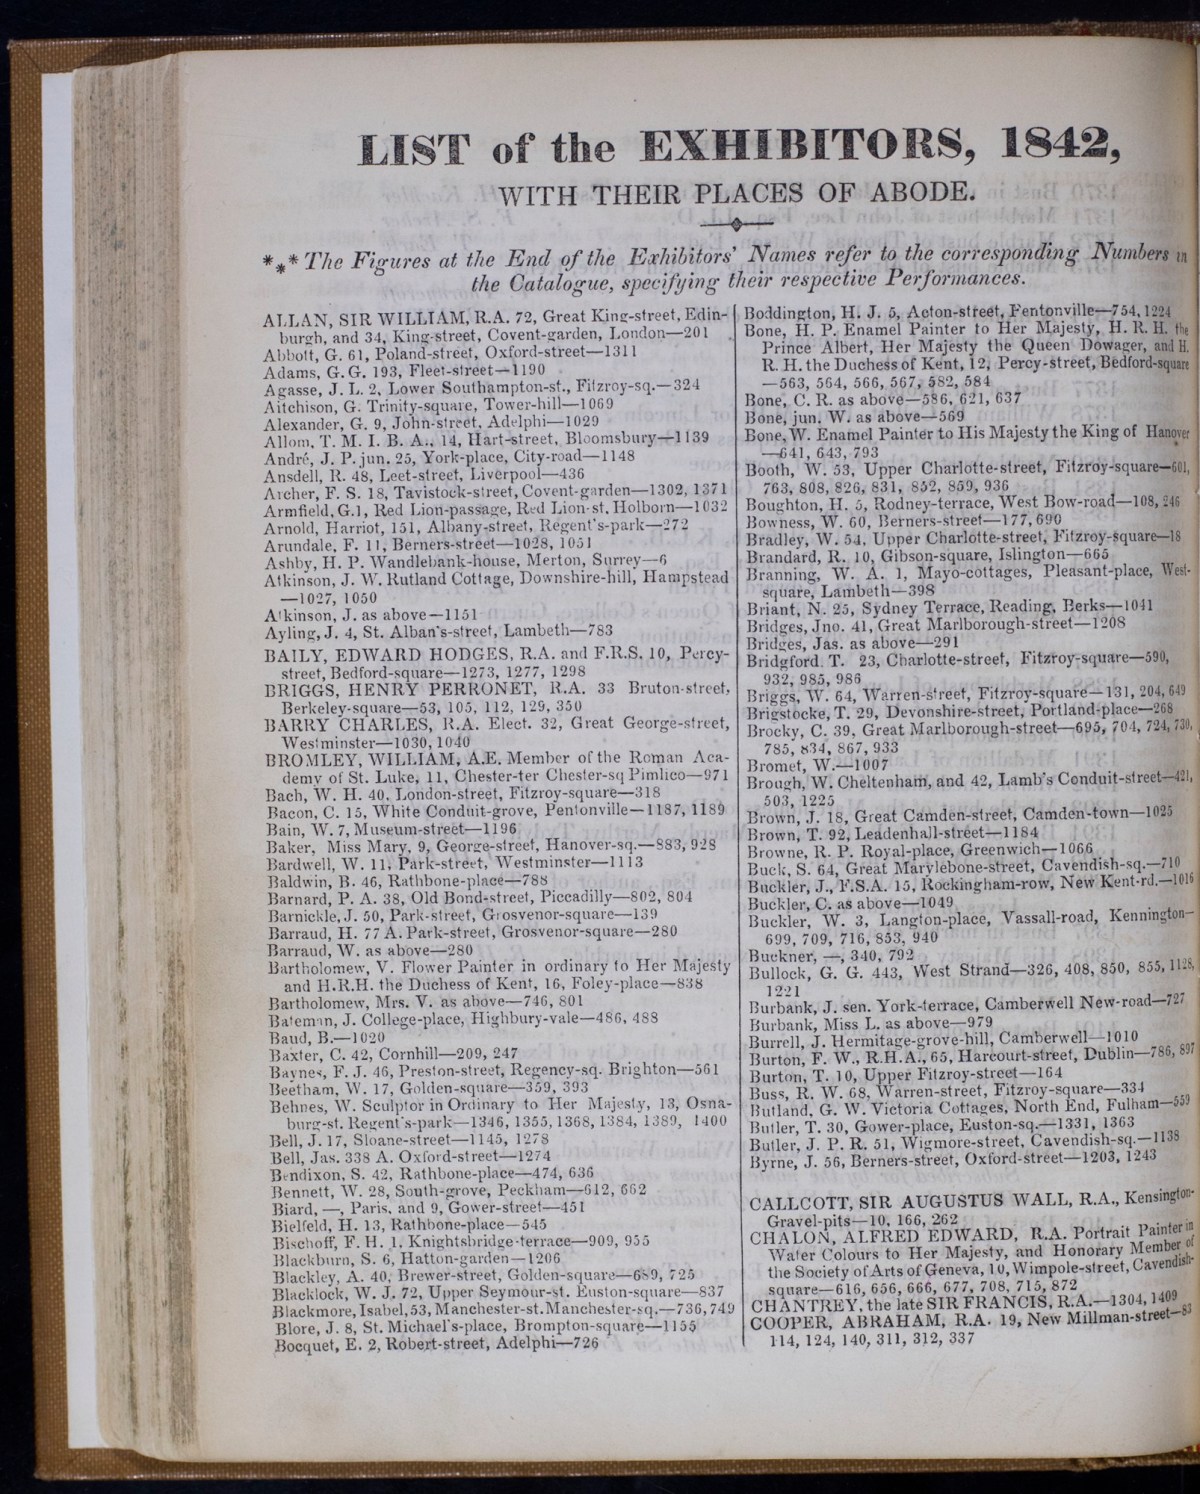 LIST of the EXHIBITORS, 1842,
WITH THEIR PLACES OF ABODE.
*** The Figures at the End of the Exhibitors' Names refer to the corresponding Numbers in
the Catalogue, specifying their respective Performances.
ALLAN, SIR WILLIAM, R.A. 72, Great King-street, Edin-
burgh, and 34, King-street, Covent-garden, London—201
Abbott, G. 61, Poland-street, Oxford-street—1311
Adams, G. G. 193, Fleet-street—1190
Agasse, J. L. 2, Lower Southampton-st., Fitzroy-sq.—324
Aitchison, G. Trinity-square, Tower-hill—1069
Alexander, G. 9, John-street, Adelphi—1029
Allom, T. M. I. B. A., 14, Hart-street, Bloomsbury—1139
André, J. P. jun. 25, York-place, City-road—1148
Ansdell, R. 48, Leet-street, Liverpool—436
Archer, F. S. 18, Tavistock-street, Covent-garden—1302, 1371
Armfield, G. 1, Red Lion-passage, Red Lion-st. Holborn—1032
Arnold, Harriot, 151, Albany-street, Regent's-park—272
Arundale, F. 11, Berners-street—1028, 1051
Ashby, H. P. Wandlebank-house, Merton, Surrey—6
Atkinson, J. W. Rutland Cottage, Downshire-hill, Hampstead
—1027, 1050
Atkinson, J. as above—1151
Ayling, J. 4, St. Alban's-street, Lambeth—783
BAILY, EDWARD HODGES, R.A. and F.R.S. 10, Percy-
street, Bedford-square—1273, 1277, 1298
BRIGGS, HENRY PERRONET, R.A. 33 Bruton-street,
Berkeley-square—53, 105, 112, 129, 350
BARRY CHARLES, R.A. Elect. 32, Great George-street,
Westminster—1030, 1040
BROMLEY, WILLIAM, A.E. Member of the Roman Aca-
demy of St. Luke, 11, Chester-ter Chester-sq Pimlico—971
Bach, W. H. 40, London-street, Fitzroy-square—318
Bacon, C. 15, White Conduit-grove, Pentonville—1187, 1189
Bain, W. 7, Museum-street—1196
Baker, Miss Mary, 9, George-street, Hanover-sq.—883, 928
Bardwell, W. 11, Park-street, Westminster—1113
Baldwin, B. 46, Rathbone-place—788
Barnard, P. A. 38, Old Bond-street, Piccadilly—802, 804
Barnickle, J. 50, Park-street, Grosvenor-square—139
Barraud, H. 77 A. Park-street, Grosvenor-square—280
Barraud, W. as above—280
Bartholomew, V. Flower Painter in ordinary to Her Majesty
and H.R.H. the Duchess of Kent, 16, Foley-place—838
Bartholomew, Mrs. V. as above—746, 801
Bateman, J. College-place, Highbury-vale—486, 488
Baud, B.—1020
Baxter, C. 42, Cornhill—209, 247
Baynes, F. J. 46, Preston-street, Regency-sq. Brighton—561
Beetham, W. 17, Golden-square—359, 393
Behnes, W. Sculptor in Ordinary to Her Majesty, 13, Osna-
burg-st. Regent's-park—1346, 1355, 1368, 1384, 1389, 1400
Bell, J. 17, Sloane-street—1145, 1278
Bell, Jas. 338 A. Oxford-street—1274
Bendixon, S. 42, Rathbone-place—474, 636
Bennett, W. 28, South-grove, Peckham—612, 662
Biard, —, Paris, and 9, Gower-street—451
Bielfeld, H. 13, Rathbone-place—545
Bischoff, F. H. 1, Knightsbridge-terrace—909, 955
Blackburn, S. 6, Hatton-garden—1206
Blackley, A. 40, Brewer-street, Golden-square—689, 725
Blacklock, W. J. 72, Upper Seymour-st. Euston-square—837
Blackmore, Isabel, 53, Manchester-st. Manchester-sq.—736, 749
Blore, J. 8, St. Michael's-place, Brompton-square—1155
Bocquet, E. 2, Robert-street, Adelphi—726
Boddington, H. J. 5, Acton-street, Pentonville—754, 1224
Bone, H. P. Enamel Painter to Her Majesty, H. R. H. the
Prince Albert, Her Majesty the Queen Dowager, and H.
R. H. the Duchess of Kent, 12, Percy-street, Bedford-square
—563, 564, 566, 567, 582, 584
Bone, C. R. as above—586, 621, 637
Bone, jun. W. as above—569
Bone, W. Enamel Painter to His Majesty the King of Hanover
—641, 643, 793
Booth, W. 53, Upper Charlotte-street, Fitzroy-square—601,
763, 808, 826, 831, 852, 859, 936
Boughton, H. 5, Rodney-terrace, West Bow-road—108, 246
Bowness, W. 60, Berners-street—177, 690
Bradley, W. 54, Upper Charlotte-street, Fitzroy-square—18
Brandard, R. 10, Gibson-square, Islington—665
Branning, W. A. 1, Mayo-cottages, Pleasant-place, West-
square, Lambeth—398
Briant, N. 25, Sydney Terrace, Reading, Berks—1041
Bridges, Jno. 41, Great Marlborough-street—1208
Bridges, Jas. as above—291
Bridgford. T. 23, Charlotte-street, Fitzroy-square—590,
932, 985, 986
Briggs, W. 64, Warren-street, Fitzroy-square—131, 204, 649
Brigstocke, T. 29, Devonshire-street, Portland-place—268
Brocky, C. 39, Great Marlborough-street—695, 704, 724, 730,
785, 834, 867, 933
Bromet, W.—1007
Brough, W. Cheltenham, and 42, Lamb's Conduit-street—421,
503, 1225
Brown, J. 18, Great Camden-street, Camden-town—1025
Brown, T. 92, Leadenhall-street—1184
Browne, R. P. Royal-place, Greenwich—1066
Buck, S. 64, Great Marylebone-street, Cavendish-sq.—710
Buckler, J., F.S.A. 15, Rockingham-row, New Kent-rd.—1016
Buckler, C. as above—1049
Buckler, W. 3, Langton-place, Vassall-road, Kennington—
699, 709, 716, 853, 940
Buckner, —, 340, 792
Bullock, G. G. 443, West Strand—326, 408, 850, 855, 1128,
1221
Burbank, J. sen. York-terrace, Camberwell New-road—727
Burbank, Miss L. as above—979
Burrell, J. Hermitage-grove-hill, Camberwell—1010
Burton, F. W., R.H.A., 65, Harcourt-street, Dublin—786, 897
Burton, T. 10, Upper Fitzroy-street—164
Buss, R. W. 68, Warren-street, Fitzroy-square—334
Butland, G. W. Victoria Cottages, North End, Fulham—559
Butler, T. 30, Gower-place, Euston-sq.—1331, 1363
Butler, J. P. R. 51, Wigmore-street, Cavendish-sq.—1138
Byrne, J. 56, Berners-street, Oxford-street—1203, 1243
CALLCOTT, SIR AUGUSTUS WALL, R.A., Kensington-
Gravel-pits—10, 166, 262
CHALON, ALFRED EDWARD, R.A. Portrait Painter in
Water Colours to Her Majesty, and Honorary Member of
the Society of Arts of Geneva, 10, Wimpole-street, Cavendish-
square—616, 656, 666, 677, 708, 715, 872
CHANTREY, the late SIR FRANCIS, R.A.—1304, 1409
COOPER, ABRAHAM, R.A. 19, New Millman-street—83
114, 124, 140, 311, 312, 337